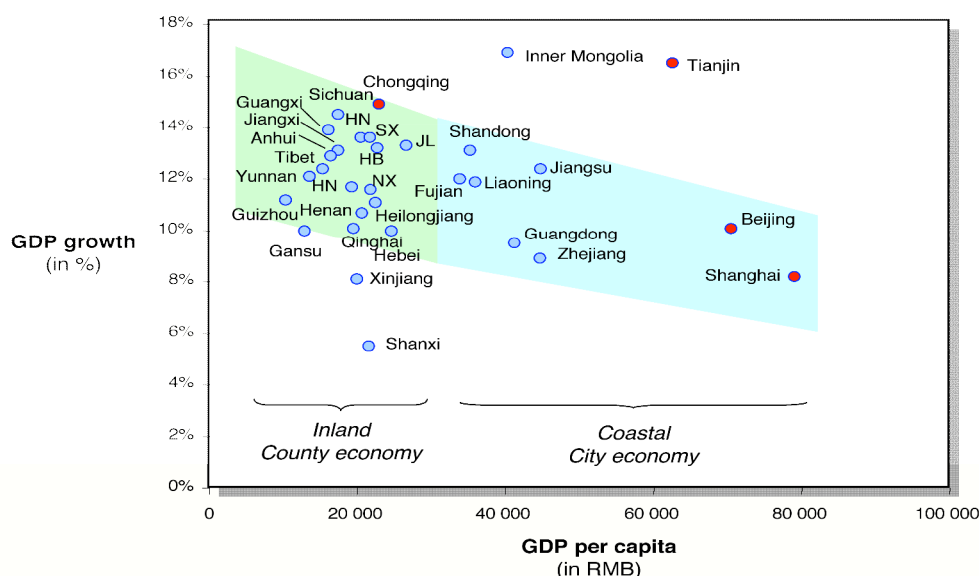 18%
16%
14%
12%
10%
8%
6%
4%
2%
0%
GDP growth
(in %)
Inner Mongolia
Tianjin
Chongqing
Sichuan
Guangxi
HN
Jiangxi
SX
Anhui
JL
Shandong
Tibet
HB
Jiangsu
Yunnan
HN
NX
Fujian
Liaoning
Guizhou
Henan
Heilongjiang
Beijing
Gansu
Qinghai
Hebei
Guangdong
Zhejiang
Xinjiang
Shanghai
Shanxi
Inland
County economy
Coastal
City economy
0
20 000
40 000
60 000
80 000
100 000
GDP per capita
(in RMB)